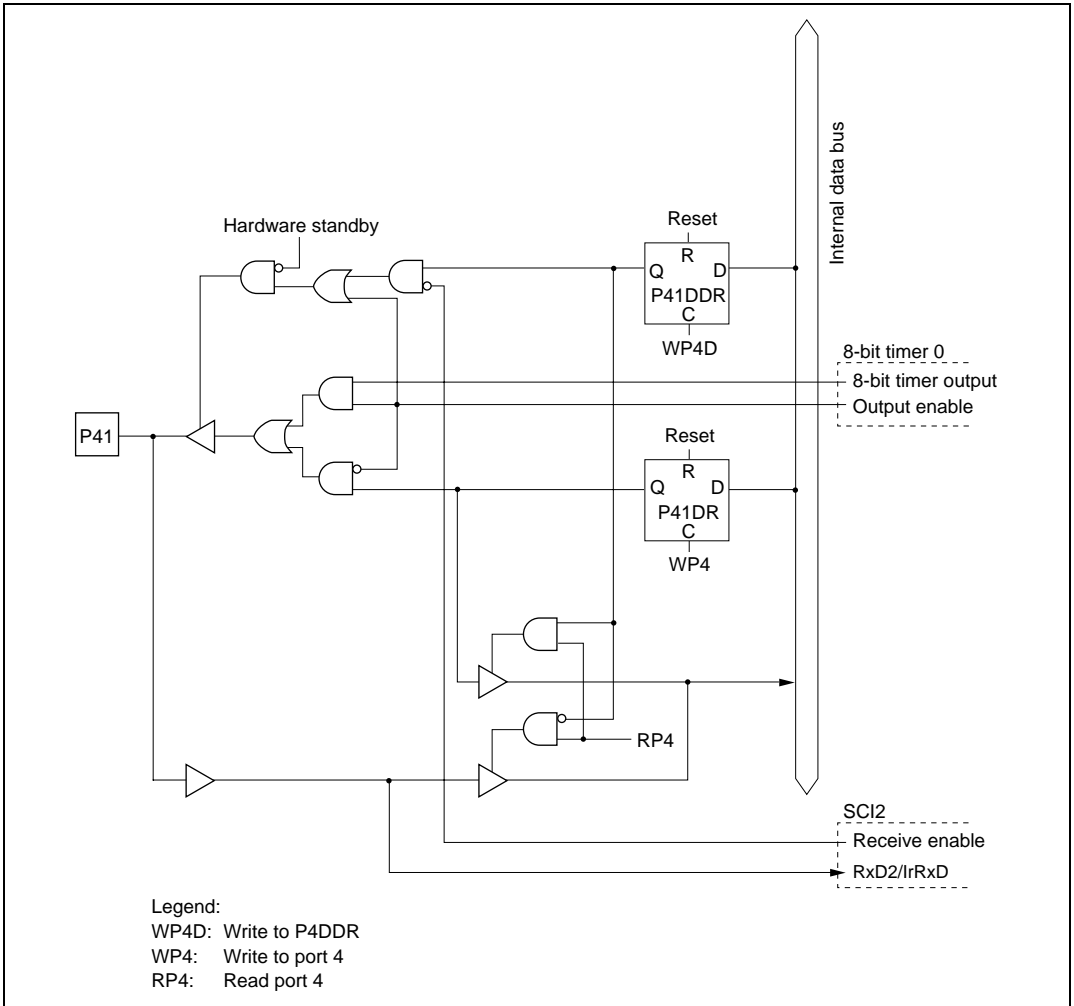 Internal data bus
Reset
Hardware standby
R
Q
D
P41DDR
C
WP4D
8-bit timer 0
8-bit timer output
Output enable
P41
Reset
R
Q
D
P41DR
C
WP4
RP4
SCI2
Receive enable
RxD2/IrRxD
Legend:
WP4D: Write to P4DDR
WP4: Write to port 4
RP4: Read port 4